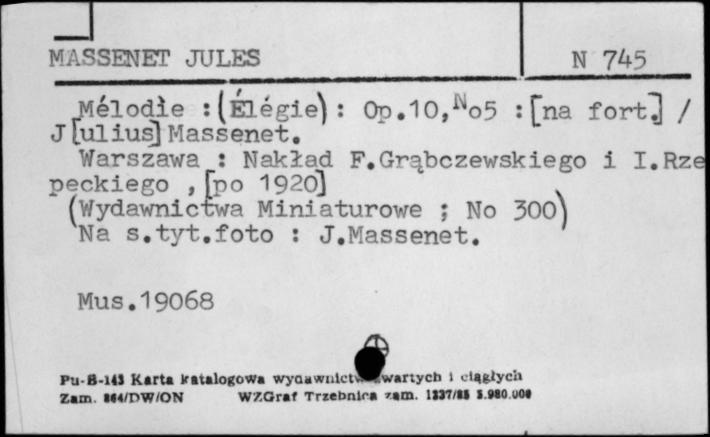 MASSENET JULES N 745
Mélodie : (Élégie) : Op.10, No5 : [na fort.] /
J[ulius] Massenet.
Warszawa : Nakład F.Grąbczewskiego i I.Rze
peckiego , [po 1920]
(Wydawnictwa Miniaturowe ; No 300)
Na s.tyt.foto : J.Massenet.
Mus.19068
Pu-B-143 Karta katalogowa wydawnictw zwartych i ciągłych
Zam. 864/DW/ON WZGraf Trzebnica zam. 1337/85 5.980.000